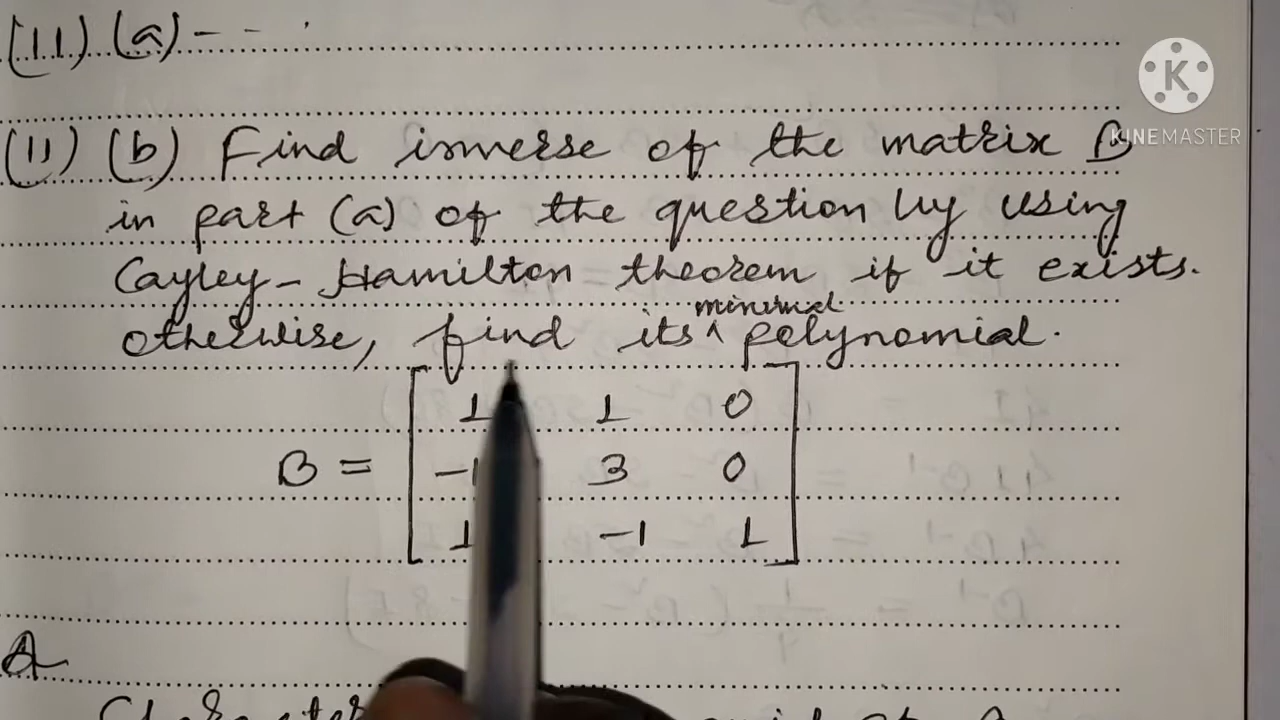 (11) (a) - - .
(11) (b) Find inverse of the matrix B
in part (a) of the question by using
Cayley-Hamilton theorem if it exists.
otherwise, find its ^ minimal polynomial.
B = [ 1 1 0
-1 3 0
1 -1 1 ]
A
K
KINEMASTER